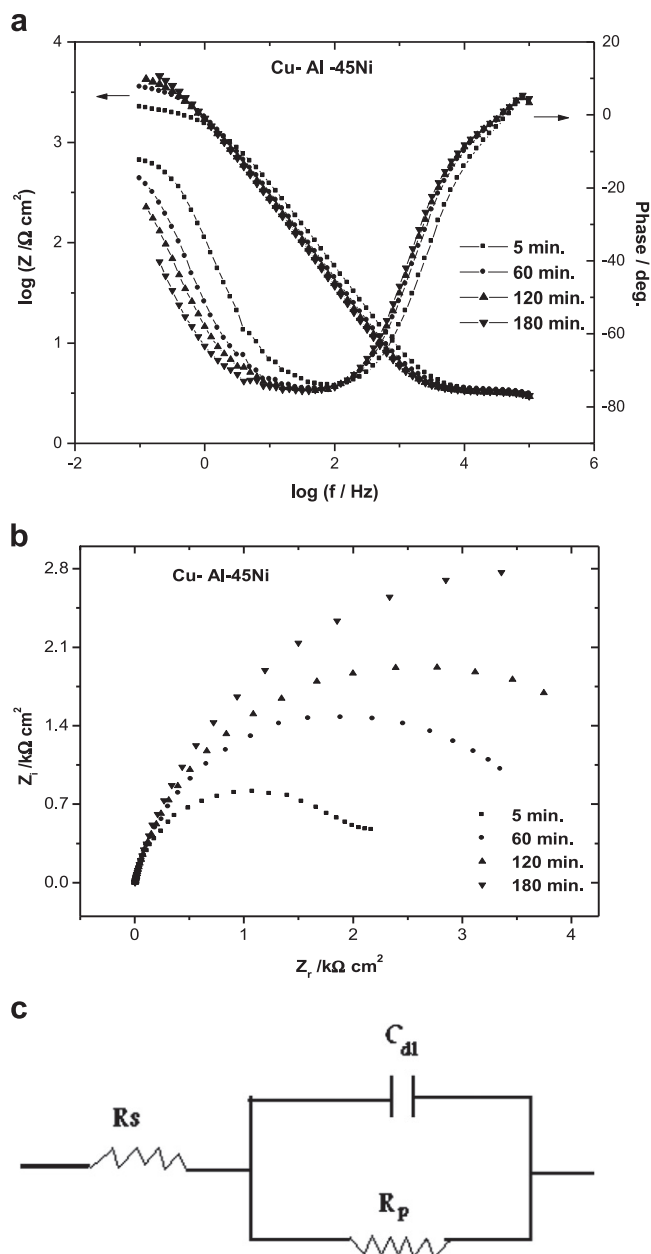 a
Cu- Al -45Ni
4
3
2
1
0
log (Z /Ω cm²)
20
0
-20
-40
-60
-80
Phase / deg.
5 min.
60 min.
120 min.
180 min.
-2 0 2 4 6
log (f / Hz)
b
Cu- Al-45Ni
2.8
2.1
1.4
0.7
0.0
Zᵢ /kΩ cm²
5 min.
60 min.
120 min.
180 min.
0 1 2 3 4
Zᵣ /kΩ cm²
c
C_dl
Rs
R_p